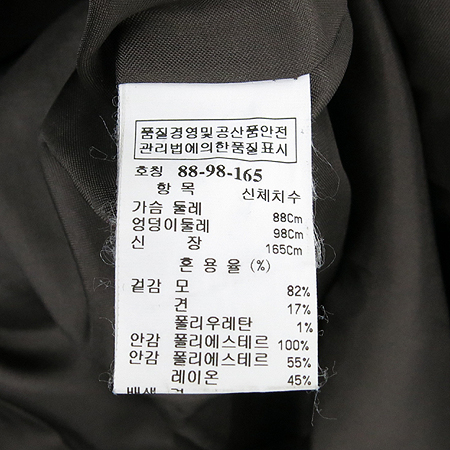 품질경영및공산품안전
관리법에의한품질표시
호칭 88-98-165
항 목 신체치수
가슴 둘레 88Cm
엉덩이둘레 98Cm
신 장 165Cm
혼 용 율 (%)
겉감 모 82%
견 17%
폴리우레탄 1%
안감 폴리에스테르 100%
안감 폴리에스테르 55%
레이온 45%
배색